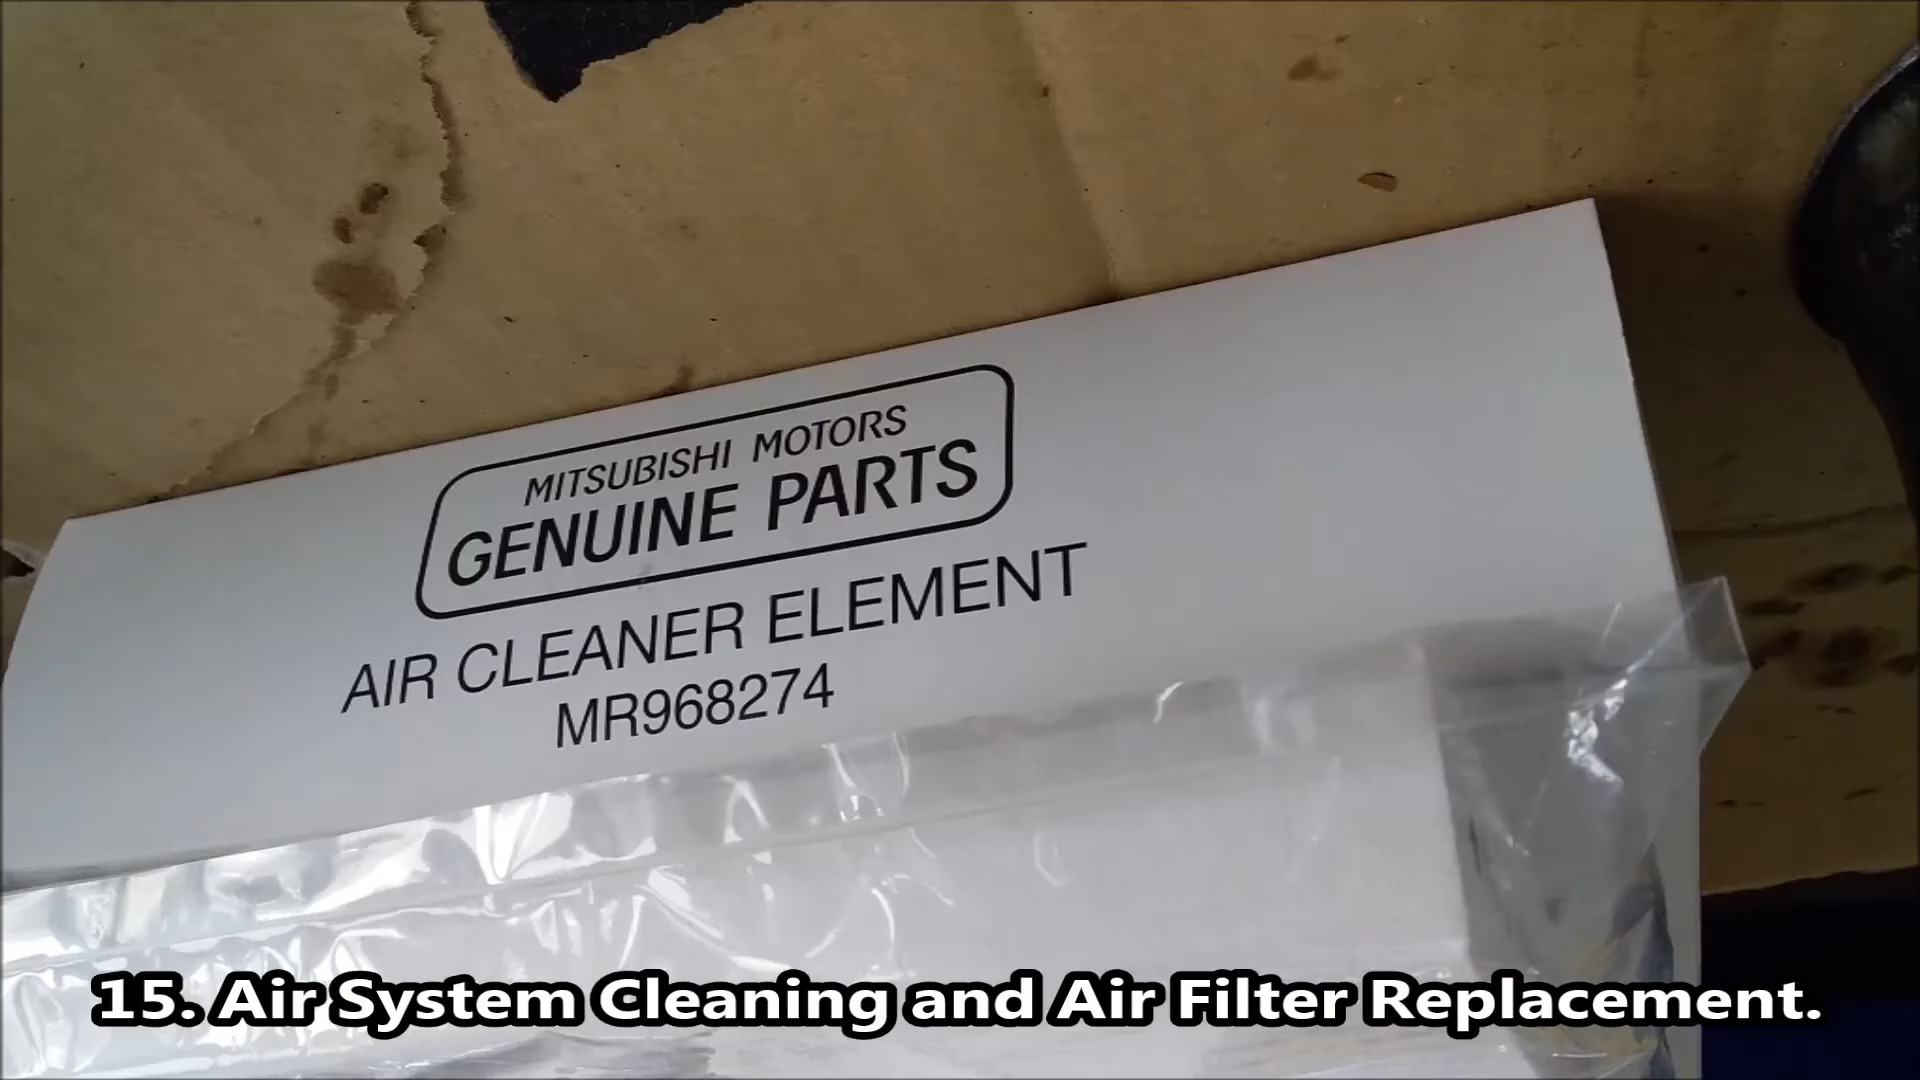 MITSUBISHI MOTORS
GENUINE PARTS
AIR CLEANER ELEMENT
MR968274
15. Air System Cleaning and Air Filter Replacement.